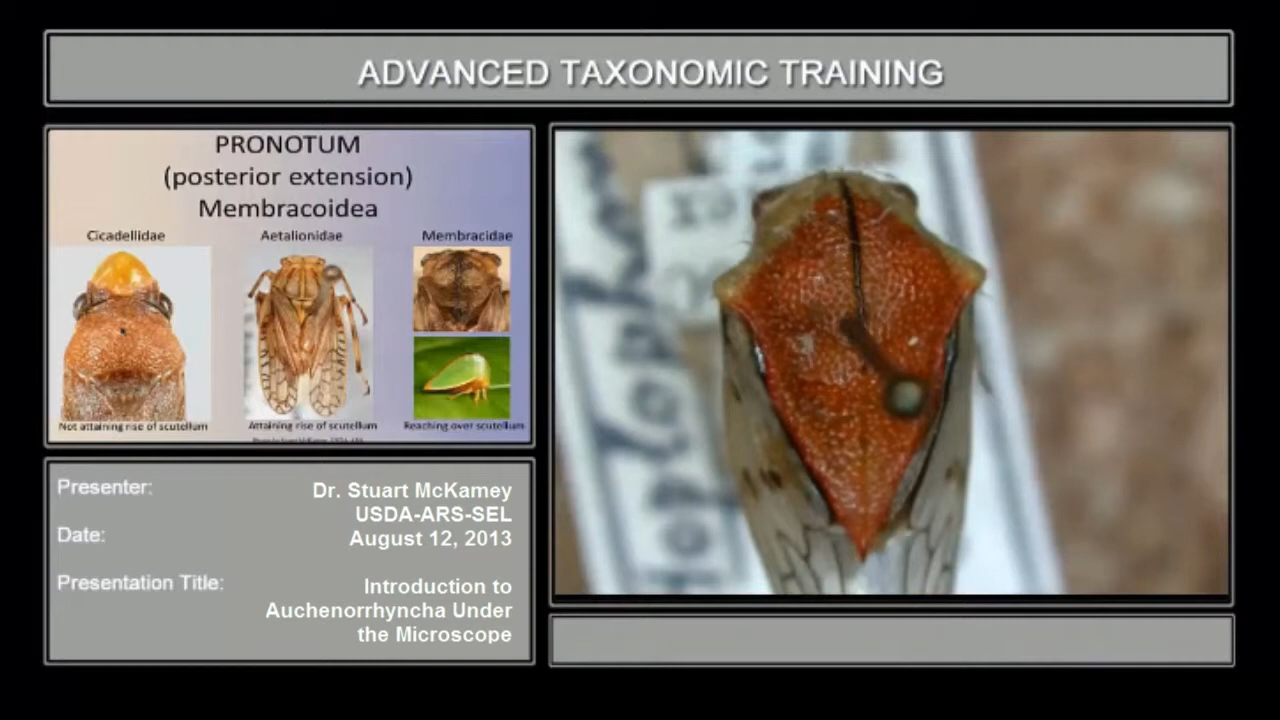 ADVANCED TAXONOMIC TRAINING
PRONOTUM
(posterior extension)
Membracoidea
Cicadellidae
Aetalionidae
Membracidae
Not attaining rise of scutellum
Attaining rise of scutellum
Reaching over scutellum
Presenter:
Dr. Stuart McKamey
USDA-ARS-SEL
Date:
August 12, 2013
Presentation Title:
Introduction to
Auchenorrhyncha Under
the Microscope